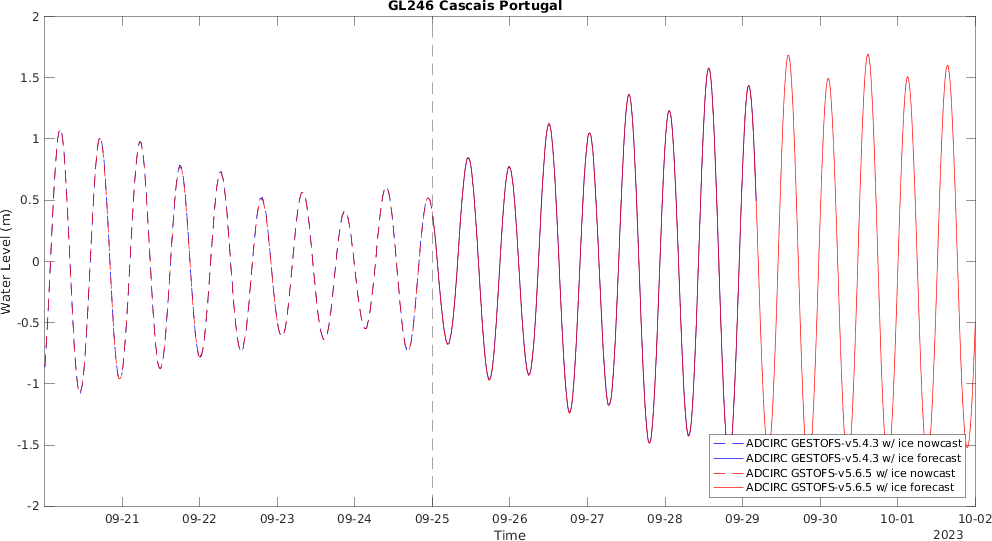 GL246 Cascais Portugal
2
1.5
1
0.5
0
-0.5
-1
-1.5
-2
Water Level (m)
ADCIRC GESTOFS-v5.4.3 w/ ice nowcast
ADCIRC GESTOFS-v5.4.3 w/ ice forecast
ADCIRC GSTOFS-v5.6.5 w/ ice nowcast
ADCIRC GSTOFS-v5.6.5 w/ ice forecast
09-21 09-22 09-23 09-24 09-25 09-26 09-27 09-28 09-29 09-30 10-01 10-02
Time
2023